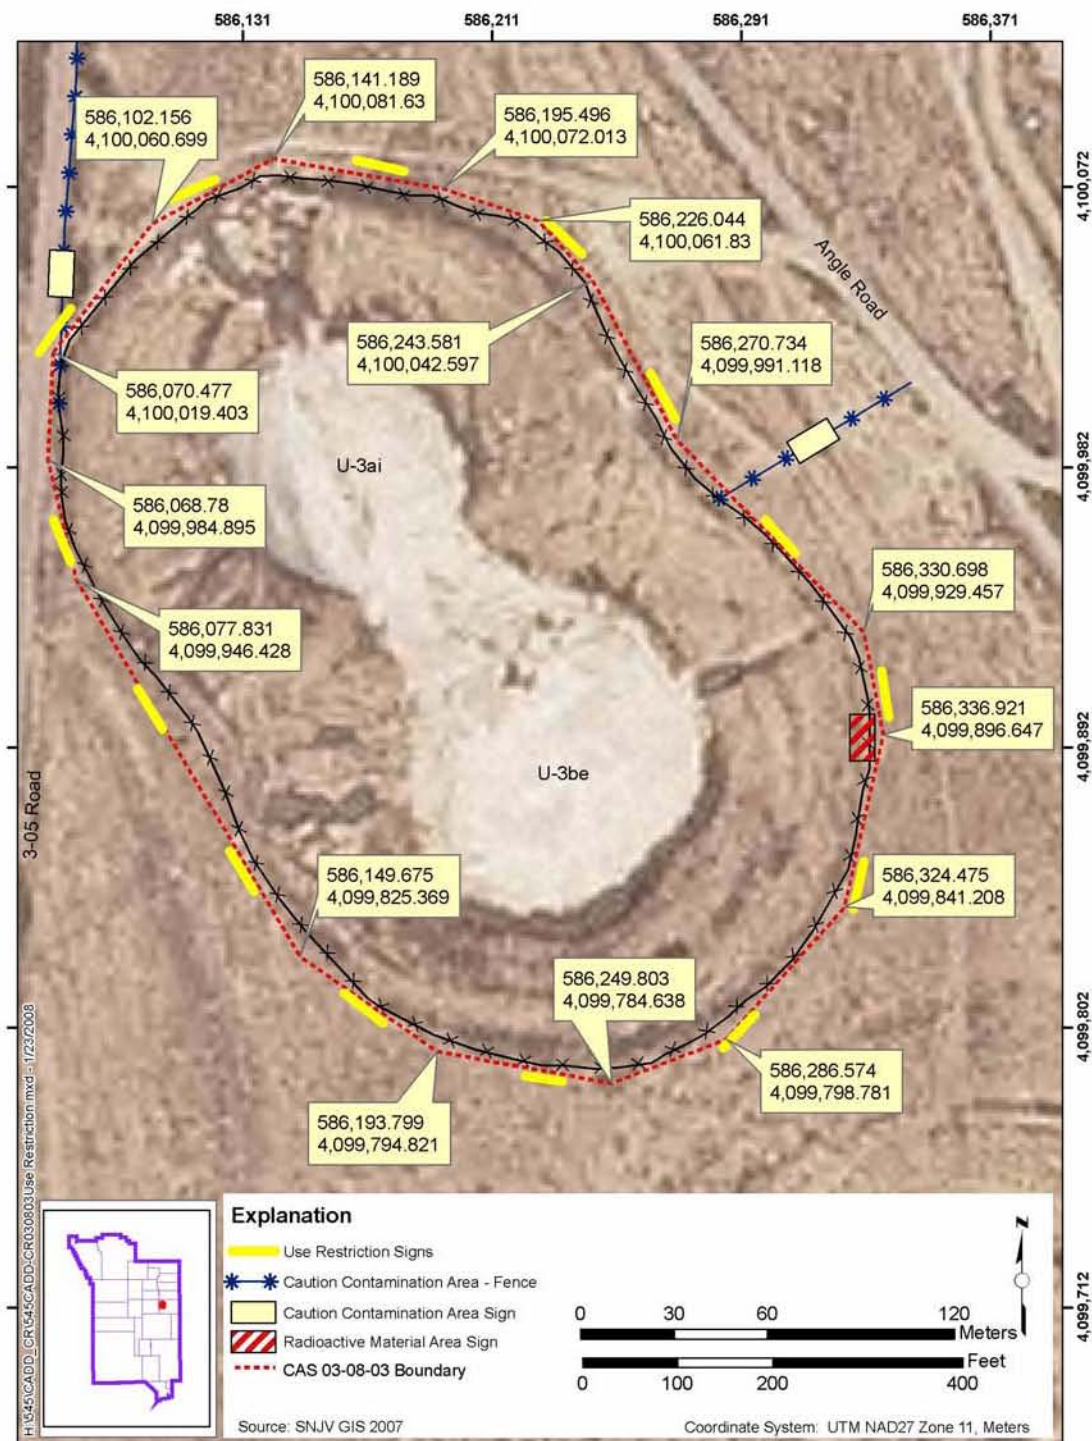 586,131
586,211
586,291
586,371
586,141.189
4,100,081.63
586,102.156
4,100,060.699
586,195.496
4,100,072.013
4,100,072
586,226.044
4,100,061.83
Angle Road
586,243.581
4,100,042.597
586,270.734
4,099,991.118
586,070.477
4,100,019.403
U-3ai
4,099,982
586,068.78
4,099,984.895
586,330.698
4,099,929.457
586,077.831
4,099,946.428
586,336.921
4,099,896.647
4,099,892
U-3be
3-05 Road
586,149.675
4,099,825.369
586,324.475
4,099,841.208
586,249.803
4,099,784.638
4,099,802
586,286.574
4,099,798.781
586,193.799
4,099,794.821
H:\545\CADD_CR\545CADD-CR030803Use Restriction.mxd - 1/23/2008
Explanation
Use Restriction Signs
Caution Contamination Area - Fence
Caution Contamination Area Sign
Radioactive Material Area Sign
CAS 03-08-03 Boundary
N
4,099,712
0 30 60 120
Meters
Feet
0 100 200 400
Source: SNJV GIS 2007
Coordinate System: UTM NAD27 Zone 11, Meters